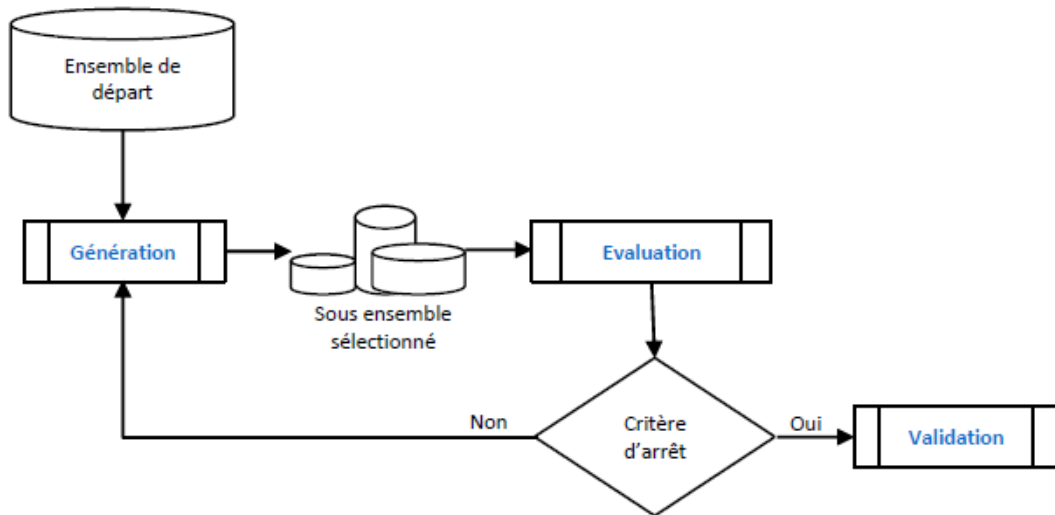 Ensemble de
départ
Génération
Evaluation
Sous ensemble
sélectionné
Non
Critère
d'arrêt
Oui
Validation